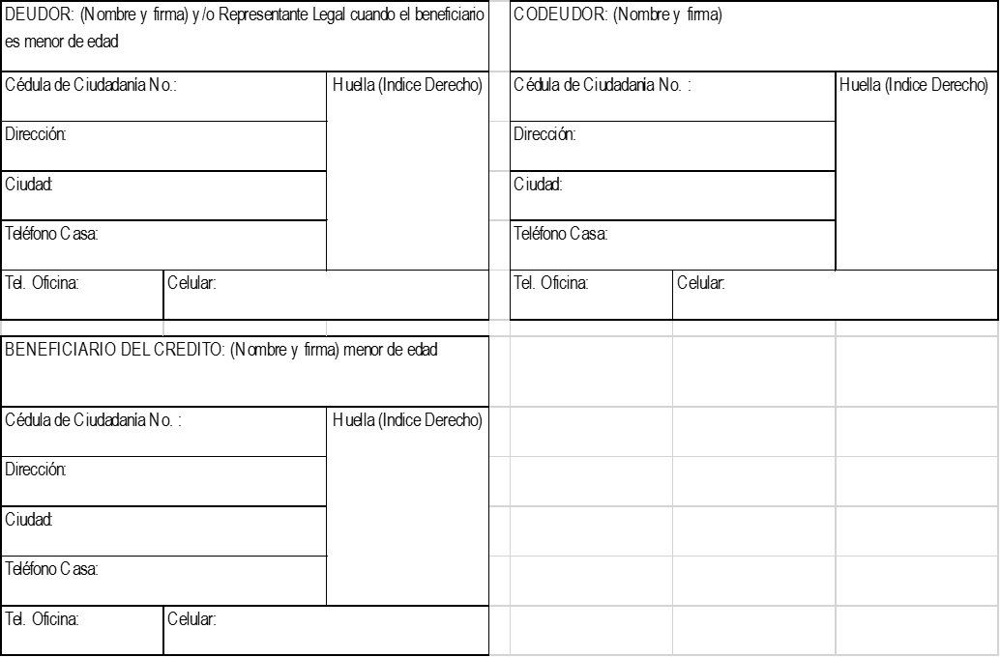 DEUDOR: (Nombre y firma) y/o Representante Legal cuando el beneficiario
es menor de edad
Cédula de Ciudadanía No.:
Huella (Indice Derecho)
Dirección:
Ciudad:
Teléfono Casa:
Tel. Oficina:
Celular:
CODEUDOR: (Nombre y firma)
Cédula de Ciudadanía No. :
Huella (Indice Derecho)
Dirección:
Ciudad:
Teléfono Casa:
Tel. Oficina:
Celular:
BENEFICIARIO DEL CREDITO: (Nombre y firma) menor de edad
Cédula de Ciudadanía No. :
Huella (Indice Derecho)
Dirección:
Ciudad:
Teléfono Casa:
Tel. Oficina:
Celular: